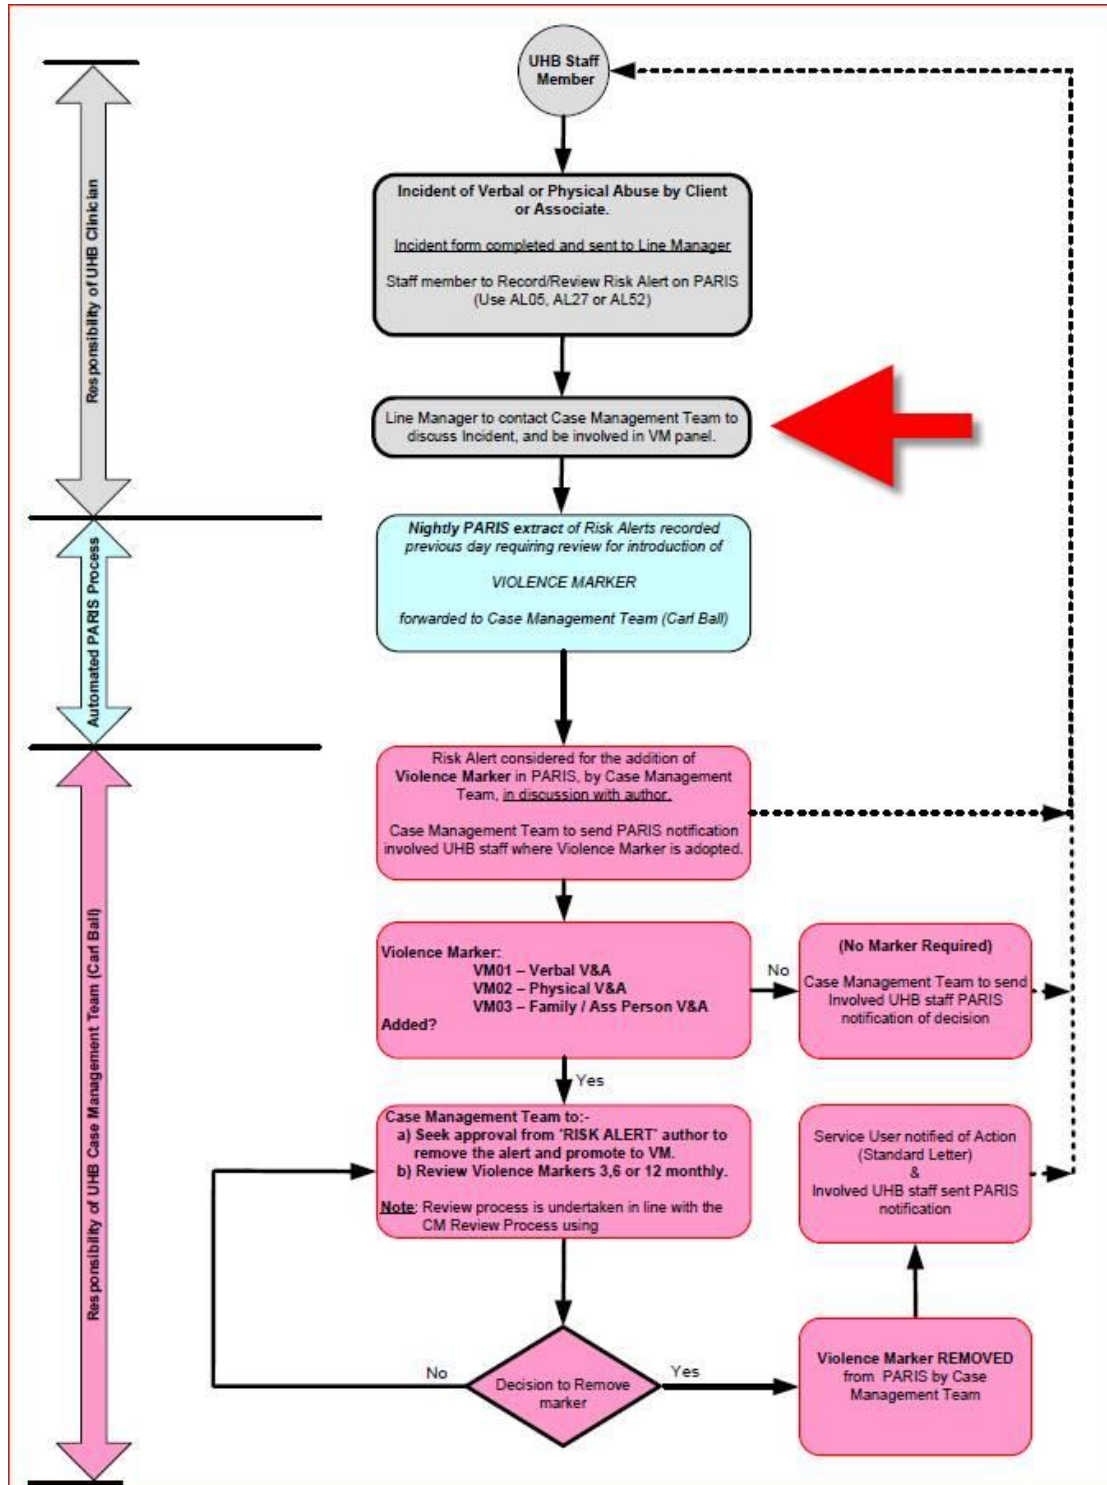 UHB Staff
Member
Incident of Verbal or Physical Abuse by Client
or Associate.
Incident form completed and sent to Line Manager
Staff member to Record/Review Risk Alert on PARIS
(Use AL05, AL27 or AL52)
Responsibility of UHB Clinician
Line Manager to contact Case Management Team to
discuss Incident, and be involved in VM panel.
Nightly PARIS extract of Risk Alerts recorded
previous day requiring review for introduction of
VIOLENCE MARKER
forwarded to Case Management Team (Carl Ball)
Automated PARIS Process
Risk Alert considered for the addition of
Violence Marker in PARIS, by Case Management
Team, in discussion with author.
Case Management Team to send PARIS notification
involved UHB staff where Violence Marker is adopted.
Responsibility of UHB Case Management Team (Carl Ball)
Violence Marker:
VM01 – Verbal V&A
VM02 – Physical V&A
VM03 – Family / Ass Person V&A
Added?
No
(No Marker Required)
Case Management Team to send
Involved UHB staff PARIS
notification of decision
Yes
Case Management Team to:-
a) Seek approval from 'RISK ALERT' author to
remove the alert and promote to VM.
b) Review Violence Markers 3,6 or 12 monthly.
Note: Review process is undertaken in line with the
CM Review Process using
Service User notified of Action
(Standard Letter)
&
Involved UHB staff sent PARIS
notification
No
Decision to Remove
marker
Yes
Violence Marker REMOVED
from PARIS by Case
Management Team